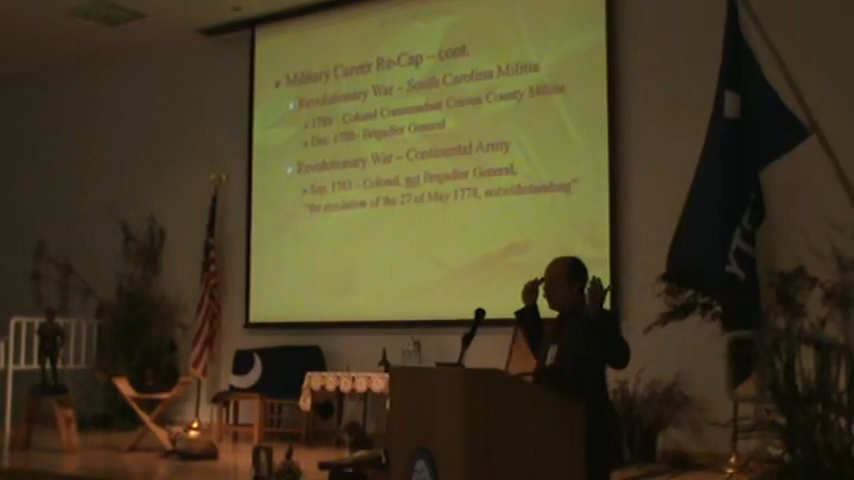 Military Career Re-Cap – cont.
Revolutionary War – South Carolina Militia
1780 – Colonel Commandant Craven County Militia
Dec. 1780 – Brigadier General
Revolutionary War – Continental Army
Sep. 1783 – Colonel, not Brigadier General,
"the resolution of the 27 of May 1778, notwithstanding"